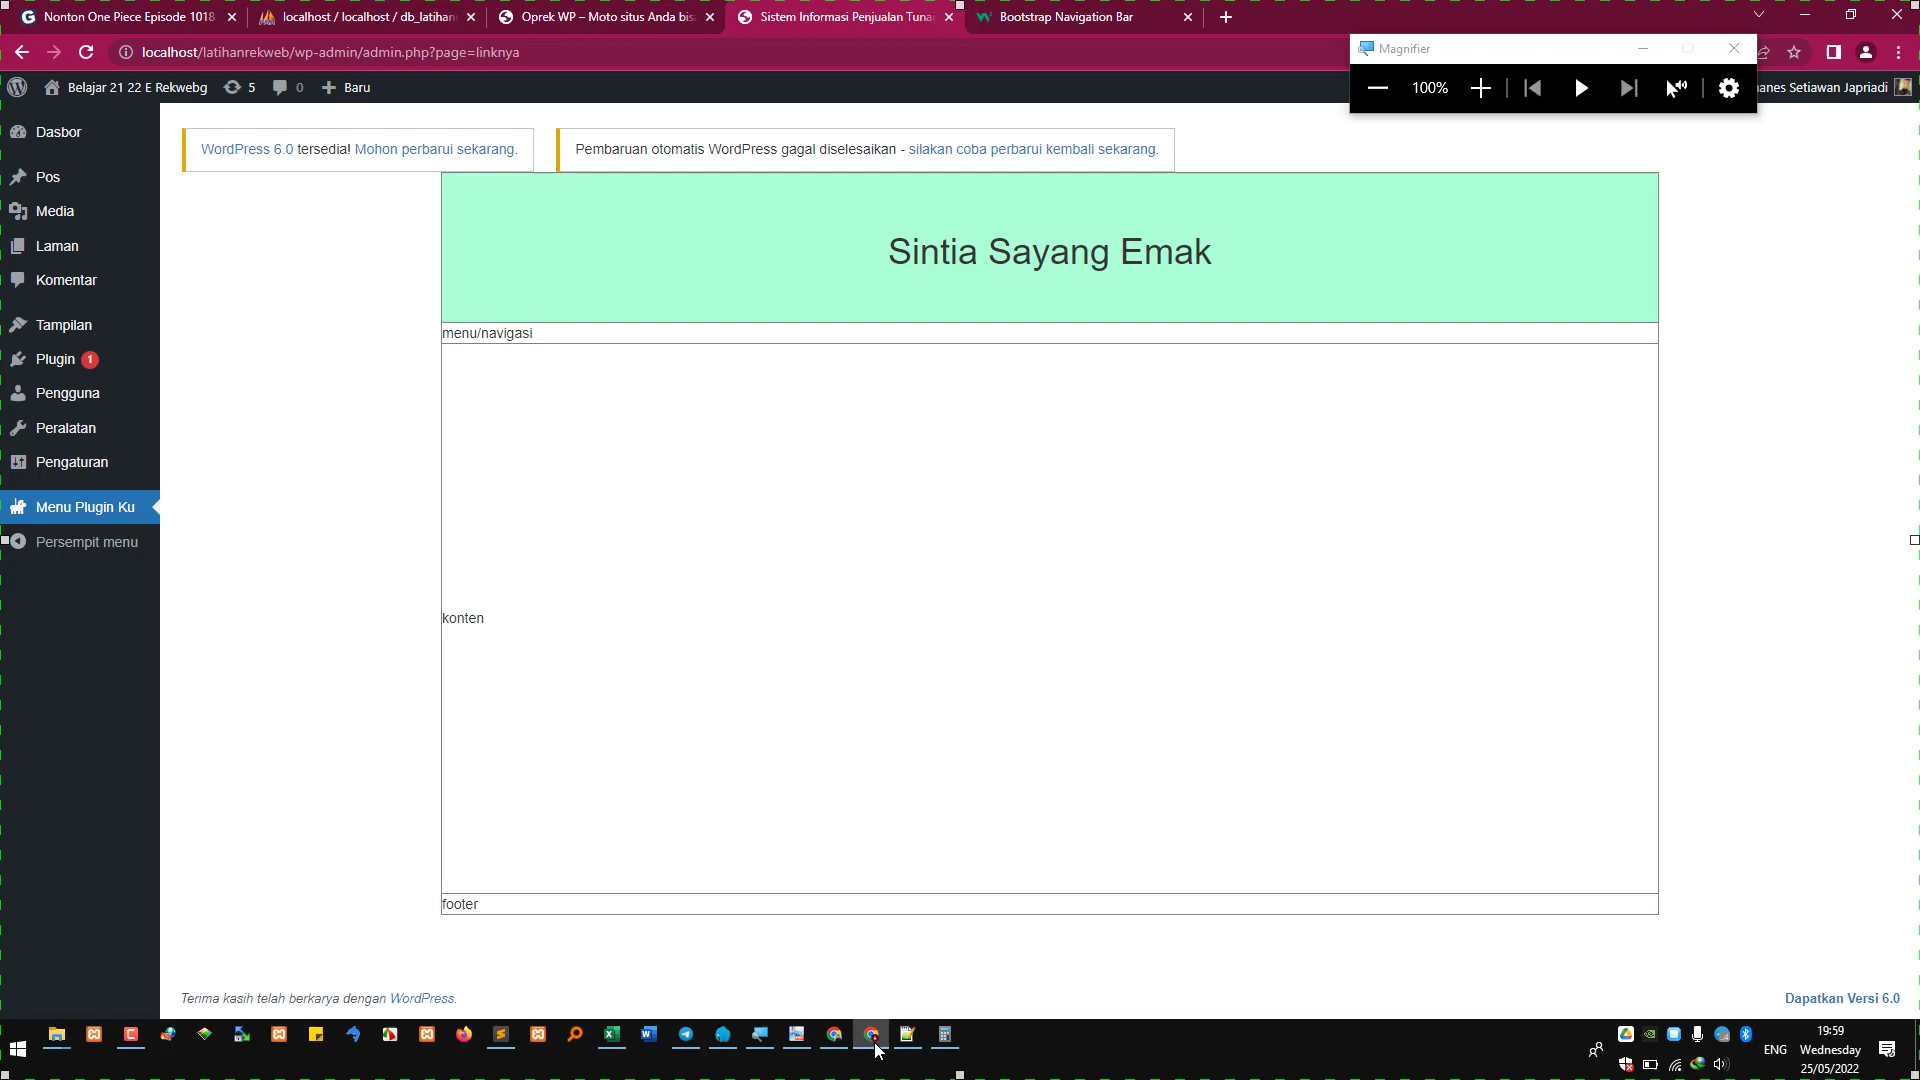 Nonton One Piece Episode 1018
localhost / localhost / db_latihan
Oprek WP – Moto situs Anda bis
Sistem Informasi Penjualan Tuna
Bootstrap Navigation Bar
localhost/latihanrekweb/wp-admin/admin.php?page=linknya
Magnifier
100%
Belajar 21 22 E Rekwebg
5
0
Baru
anes Setiawan Japriadi
Dasbor
Pos
Media
Laman
Komentar
Tampilan
Plugin 1
Pengguna
Peralatan
Pengaturan
Menu Plugin Ku
Persempit menu
WordPress 6.0 tersedia! Mohon perbarui sekarang.
Pembaruan otomatis WordPress gagal diselesaikan - silakan coba perbarui kembali sekarang.
Sintia Sayang Emak
menu/navigasi
konten
footer
Terima kasih telah berkarya dengan WordPress.
Dapatkan Versi 6.0
ENG
19:59
Wednesday
25/05/2022